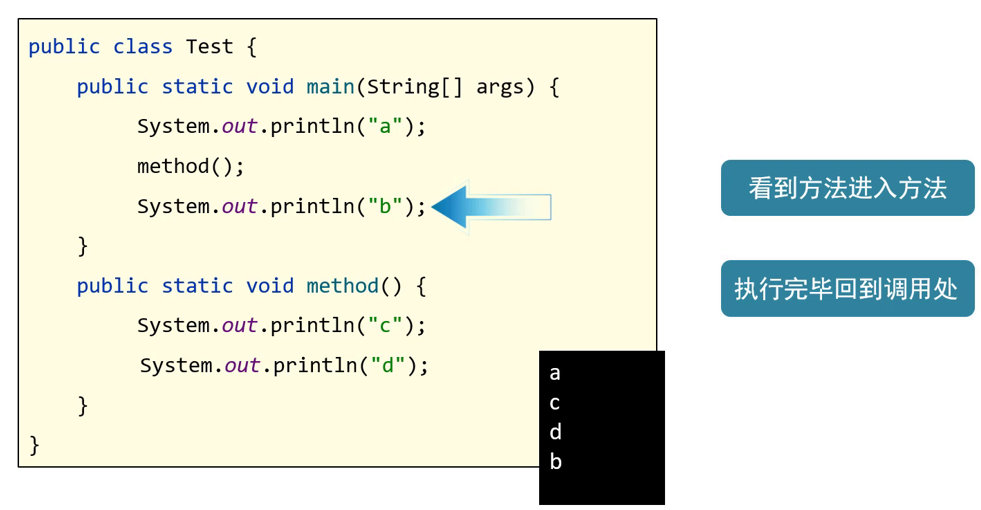 public class Test {
    public static void main(String[] args) {
        System.out.println("a");
        method();
        System.out.println("b");
    }
    public static void method() {
        System.out.println("c");
        System.out.println("d");
    }
}
看到方法进入方法
执行完毕回到调用处
a
c
d
b